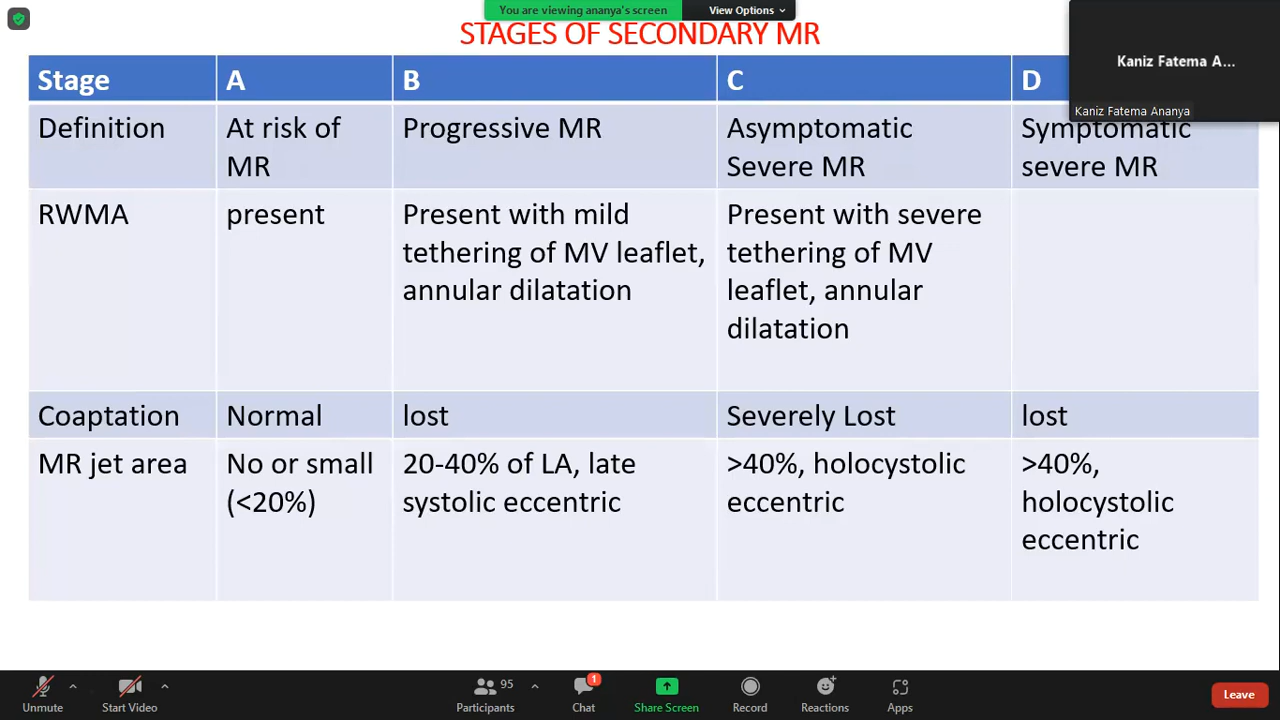 You are viewing ananya's screen
View Options
STAGES OF SECONDARY MR
Kaniz Fatema A...
Kaniz Fatema Ananya
Stage A B C D
Definition At risk of MR Progressive MR Asymptomatic Severe MR Symptomatic severe MR
RWMA present Present with mild tethering of MV leaflet, annular dilatation Present with severe tethering of MV leaflet, annular dilatation
Coaptation Normal lost Severely Lost lost
MR jet area No or small (<20%) 20-40% of LA, late systolic eccentric >40%, holocystolic eccentric >40%, holocystolic eccentric
Unmute
Start Video
95
Participants
1
Chat
Share Screen
Record
Reactions
Apps
Leave